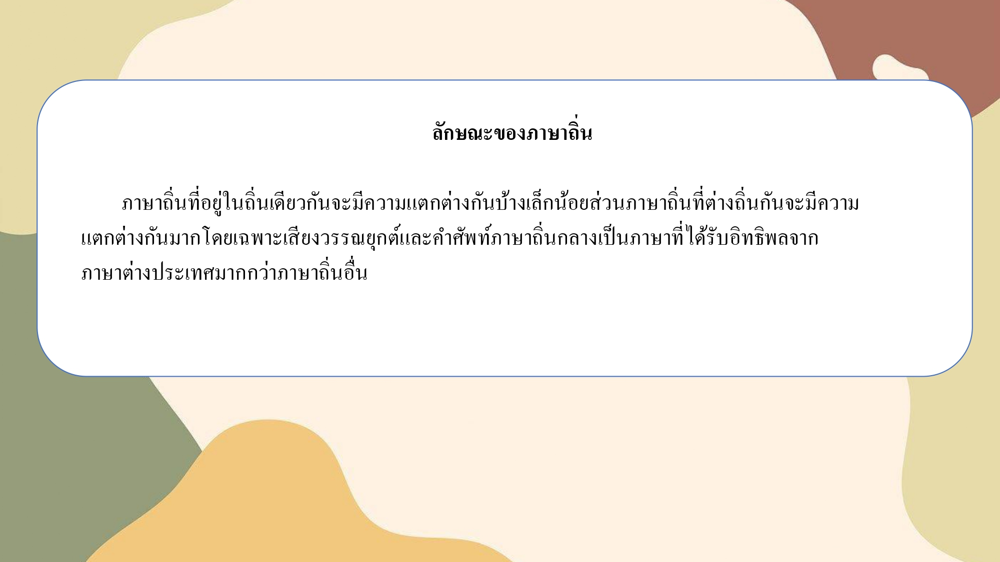 ลักษณะของภาษาถิ่น
ภาษาถิ่นที่อยู่ในถิ่นเดียวกันจะมีความแตกต่างกันบ้างเล็กน้อยส่วนภาษาถิ่นที่ต่างถิ่นกันจะมีความ
แตกต่างกันมากโดยเฉพาะเสียงวรรณยุกต์และคำศัพท์ภาษาถิ่นกลางเป็นภาษาที่ได้รับอิทธิพลจาก
ภาษาต่างประเทศมากกว่าภาษาถิ่นอื่น